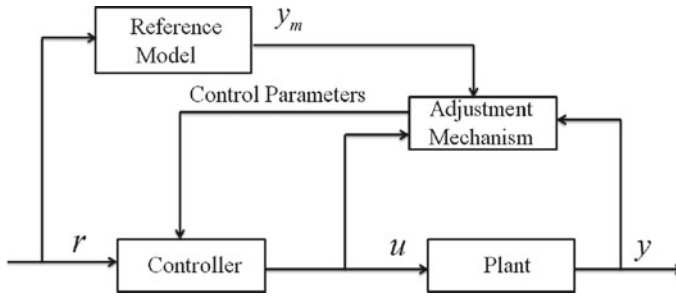 Reference
Model
y_m
Control Parameters
Adjustment
Mechanism
r
Controller
u
Plant
y